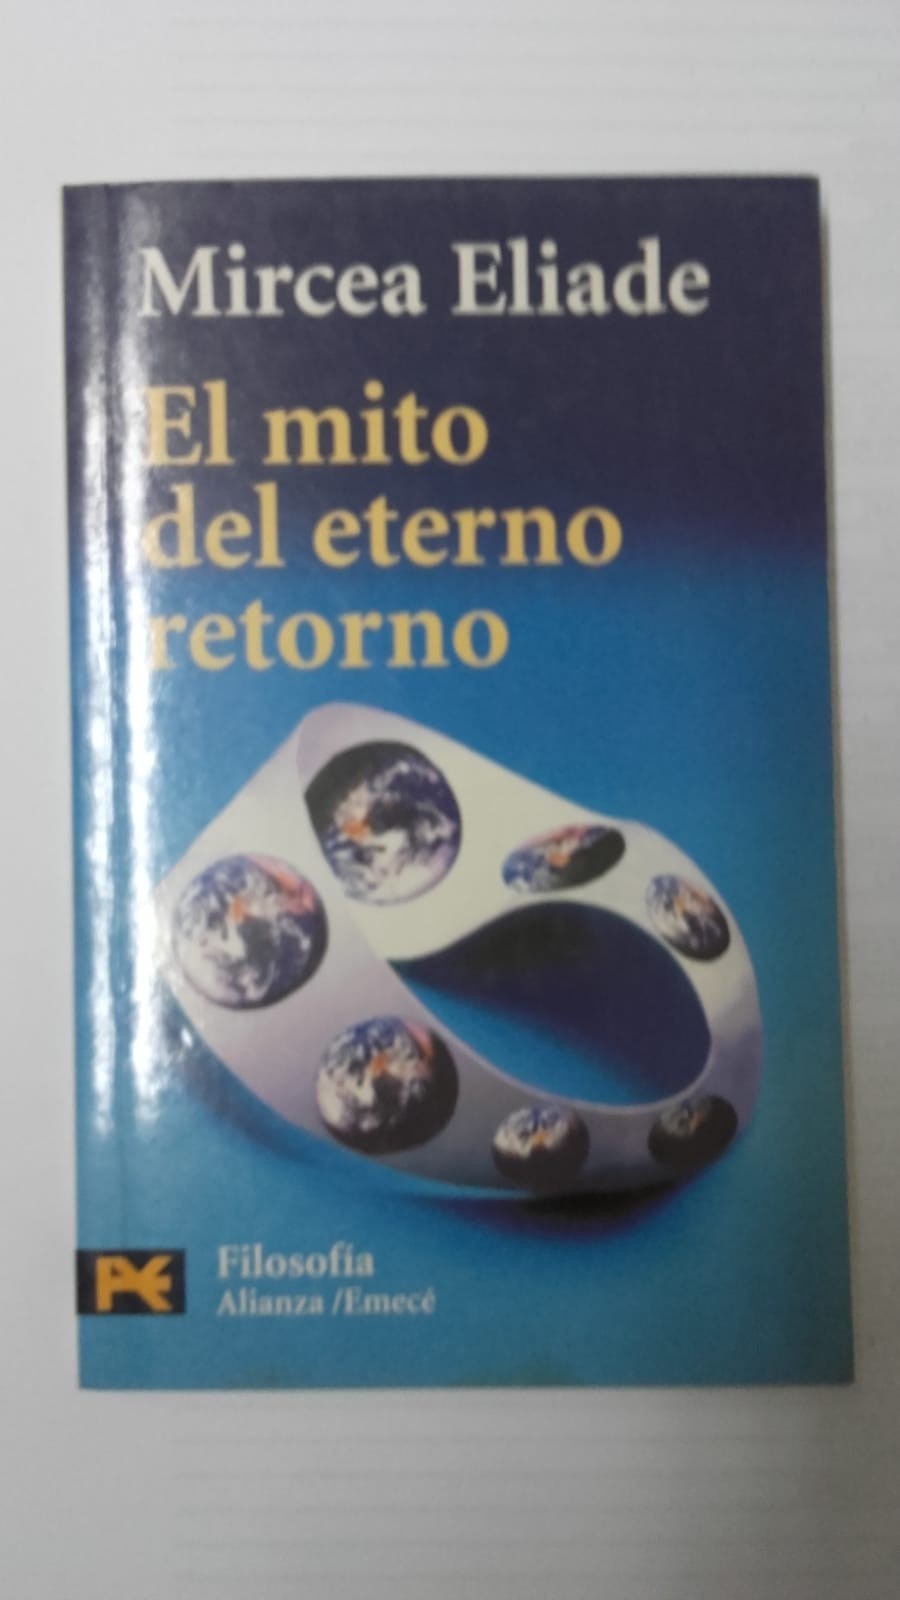 Mircea Eliade
El mito
del eterno
retorno
Filosofía
Alianza /Emecé